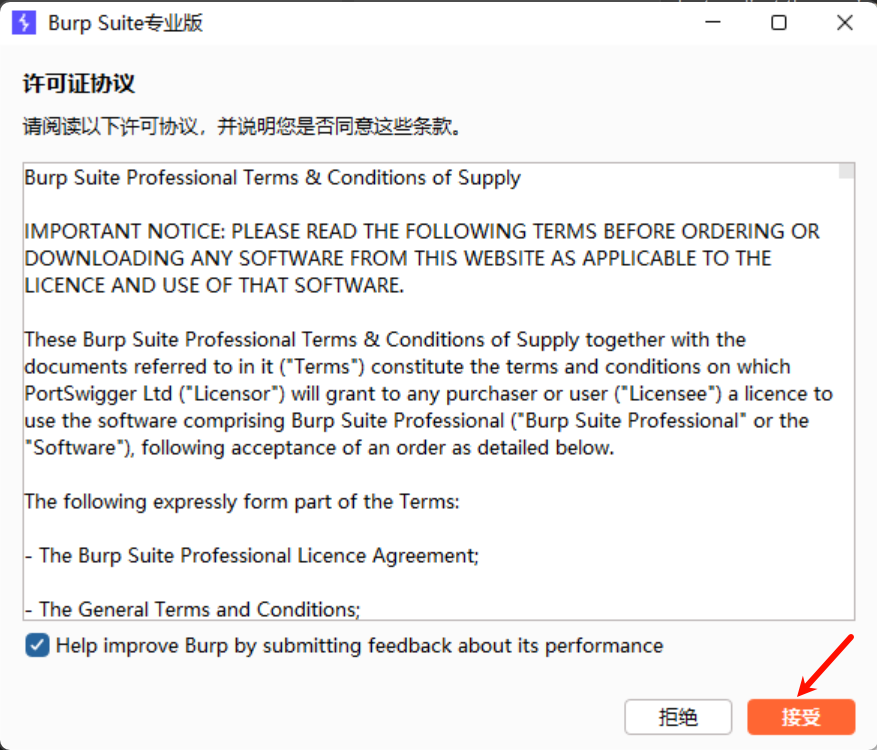 Burp Suite专业版
许可证协议
请阅读以下许可协议，并说明您是否同意这些条款。
Burp Suite Professional Terms & Conditions of Supply
IMPORTANT NOTICE: PLEASE READ THE FOLLOWING TERMS BEFORE ORDERING OR
DOWNLOADING ANY SOFTWARE FROM THIS WEBSITE AS APPLICABLE TO THE
LICENCE AND USE OF THAT SOFTWARE.
These Burp Suite Professional Terms & Conditions of Supply together with the
documents referred to in it ("Terms") constitute the terms and conditions on which
PortSwigger Ltd ("Licensor") will grant to any purchaser or user ("Licensee") a licence to
use the software comprising Burp Suite Professional ("Burp Suite Professional" or the
"Software"), following acceptance of an order as detailed below.
The following expressly form part of the Terms:
- The Burp Suite Professional Licence Agreement;
- The General Terms and Conditions;
Help improve Burp by submitting feedback about its performance
拒绝
接受